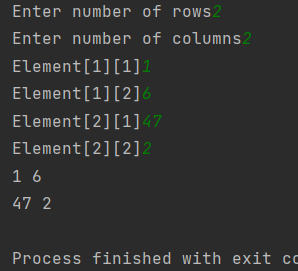 Enter number of rows2
Enter number of columns2
Element[1][1]1
Element[1][2]6
Element[2][1]47
Element[2][2]2
1 6
47 2
Process finished with exit